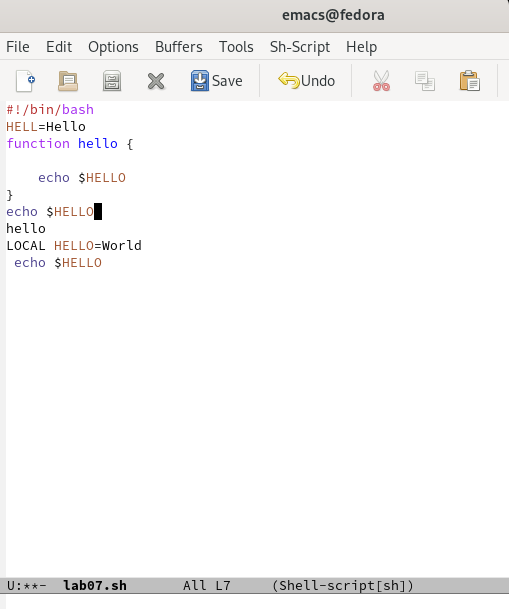 emacs@fedora
File Edit Options Buffers Tools Sh-Script Help
Save Undo
#!/bin/bash
HELL=Hello
function hello {
    echo $HELLO
}
echo $HELLO
hello
LOCAL HELLO=World
 echo $HELLO
U:**-  lab07.sh       All L7     (Shell-script[sh])